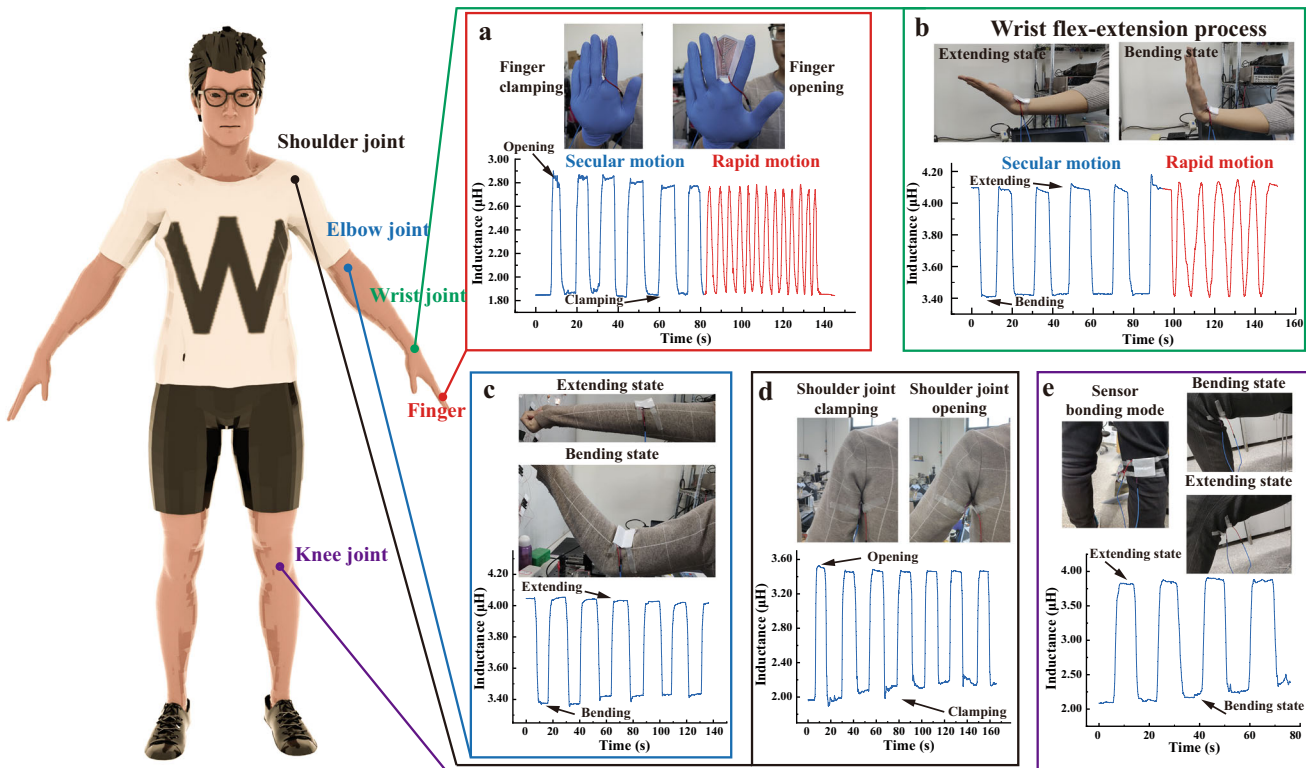 W
Shoulder joint
Elbow joint
Wrist joint
Finger
Knee joint
a
Finger
clamping
Finger
opening
Opening
Secular motion
Rapid motion
Clamping
3.00
2.80
2.60
2.40
2.20
2.00
1.80
Inductance (μH)
0 20 40 60 80 100 120 140
Time (s)
b
Wrist flex-extension process
Extending state
Bending state
Secular motion
Rapid motion
Extending
Bending
4.20
4.00
3.80
3.60
3.40
Inductance (μH)
0 20 40 60 80 100 120 140 160
Time (s)
c
Extending state
Bending state
Extending
Bending
4.20
4.00
3.80
3.60
3.40
Inductance (μH)
0 20 40 60 80 100 120 140
Time (s)
d
Shoulder joint
clamping
Shoulder joint
opening
Opening
Clamping
3.60
3.20
2.80
2.40
2.00
Inductance (μH)
0 20 40 60 80 100 120 140 160
Time (s)
e
Sensor
bonding mode
Bending state
Extending state
Extending state
Bending state
4.00
3.50
3.00
2.50
2.00
Inductance (μH)
0 20 40 60 80
Time (s)